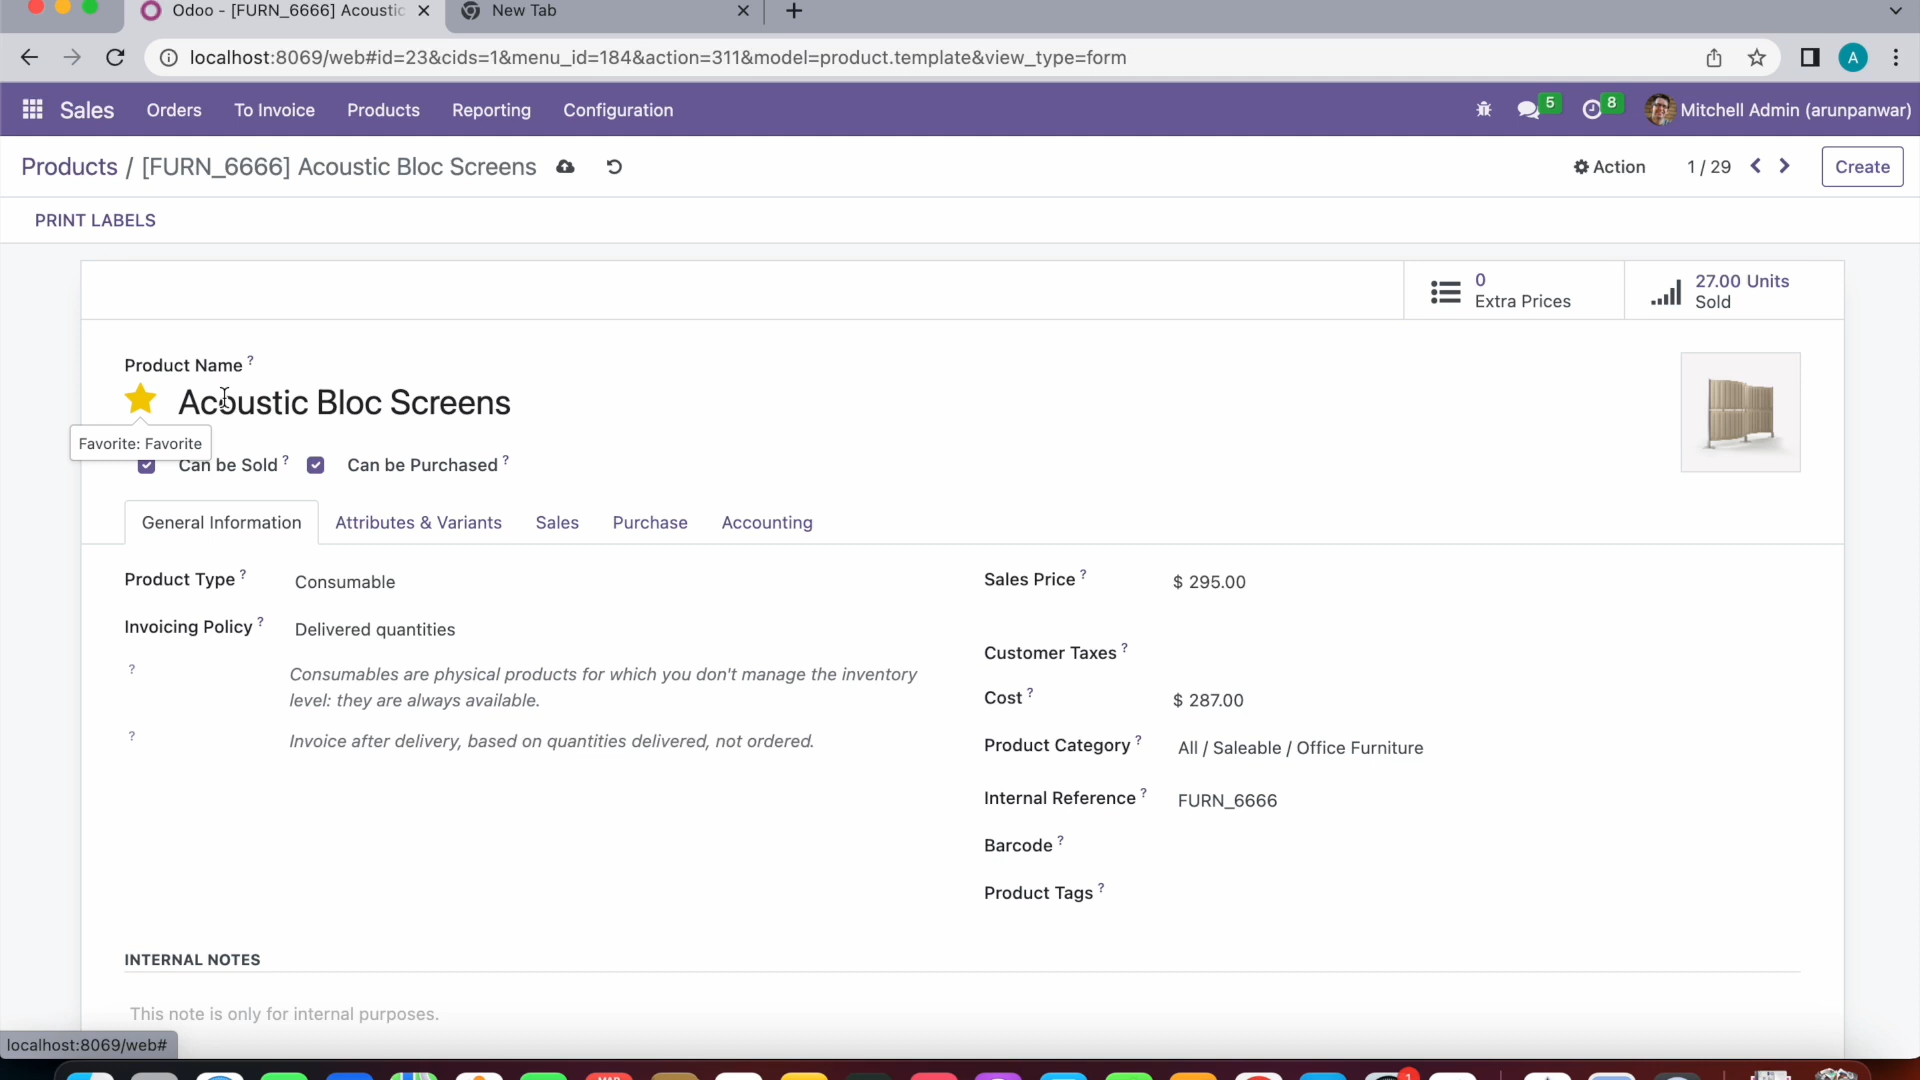 Odoo - [FURN_6666] Acoustic
New Tab
localhost:8069/web#id=23&cids=1&menu_id=184&action=311&model=product.template&view_type=form
A
Sales Orders To Invoice Products Reporting Configuration
5 8 Mitchell Admin (arunpanwar)
Products / [FURN_6666] Acoustic Bloc Screens
Action 1 / 29 Create
PRINT LABELS
0
Extra Prices
27.00 Units
Sold
Product Name ?
Acoustic Bloc Screens
Favorite: Favorite
Can be Sold ? Can be Purchased ?
General Information Attributes & Variants Sales Purchase Accounting
Product Type ? Consumable
Invoicing Policy ? Delivered quantities
? Consumables are physical products for which you don't manage the inventory
level: they are always available.
? Invoice after delivery, based on quantities delivered, not ordered.
Sales Price ? $ 295.00
Customer Taxes ?
Cost ? $ 287.00
Product Category ? All / Saleable / Office Furniture
Internal Reference ? FURN_6666
Barcode ?
Product Tags ?
INTERNAL NOTES
This note is only for internal purposes.
localhost:8069/web#
MAR
1